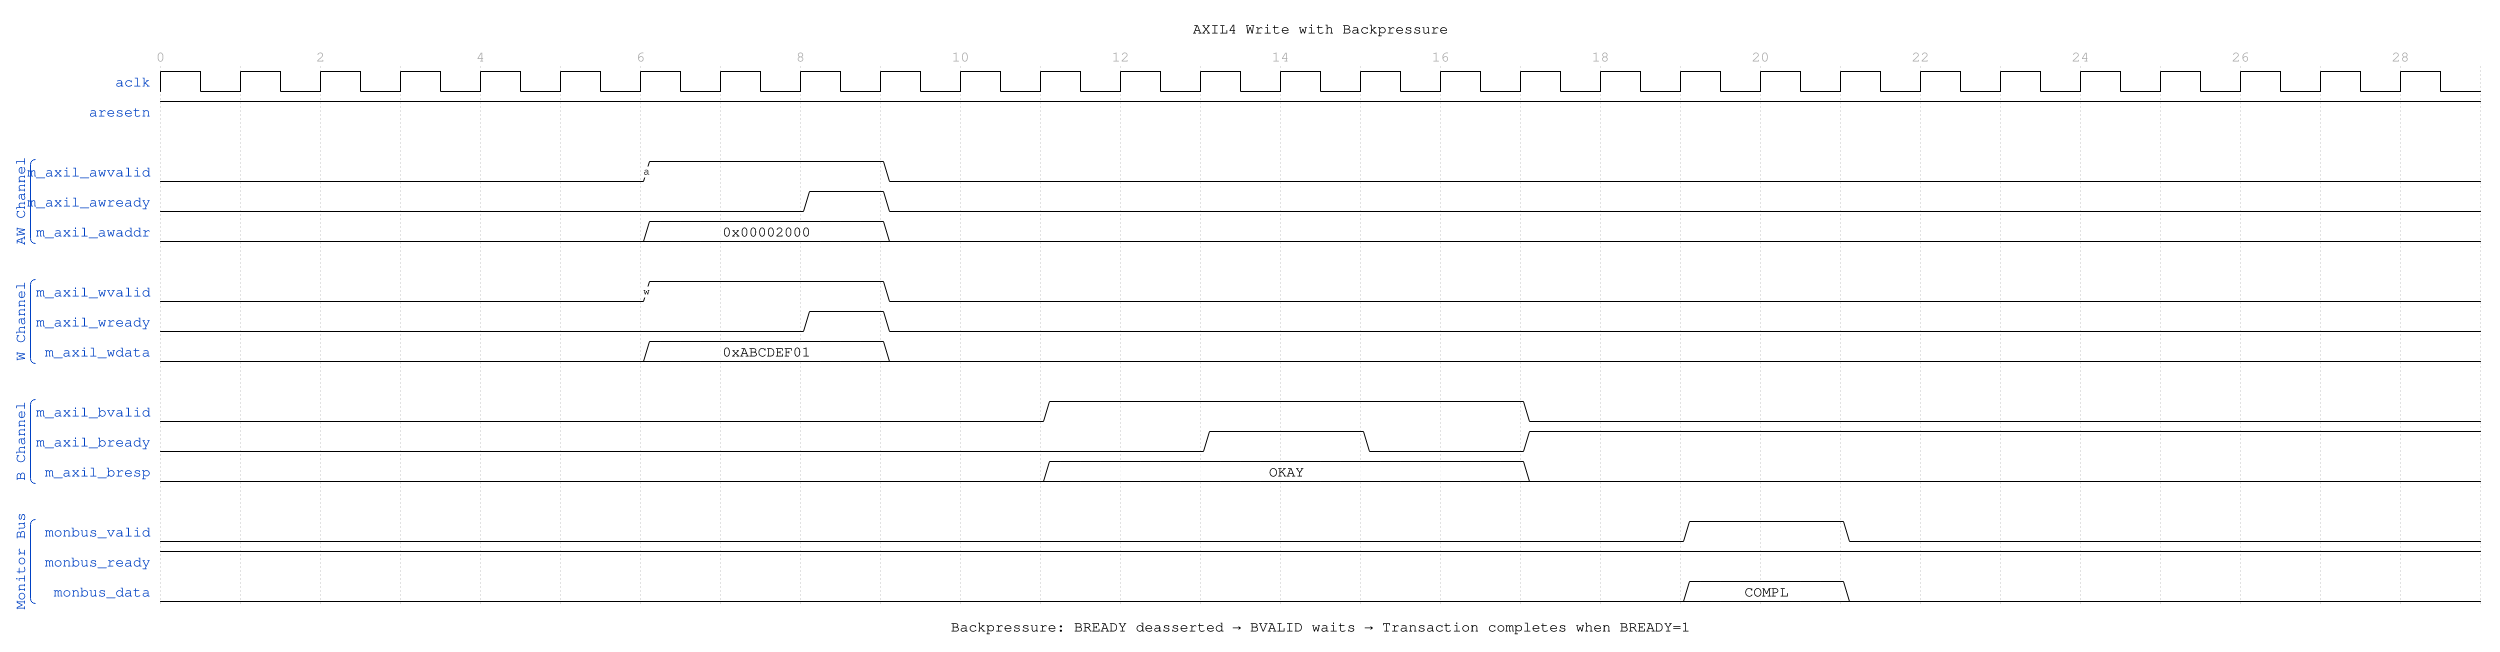 AXIL4 Write with Backpressure
0 2 4 6 8 10 12 14 16 18 20 22 24 26 28
aclk
aresetn
AW Channel
m_axil_awvalid a
m_axil_awready
m_axil_awaddr 0x00002000
W Channel
m_axil_wvalid w
m_axil_wready
m_axil_wdata 0xABCDEF01
B Channel
m_axil_bvalid
m_axil_bready
m_axil_bresp OKAY
Monitor Bus
monbus_valid
monbus_ready
monbus_data COMPL
Backpressure: BREADY deasserted → BVALID waits → Transaction completes when BREADY=1